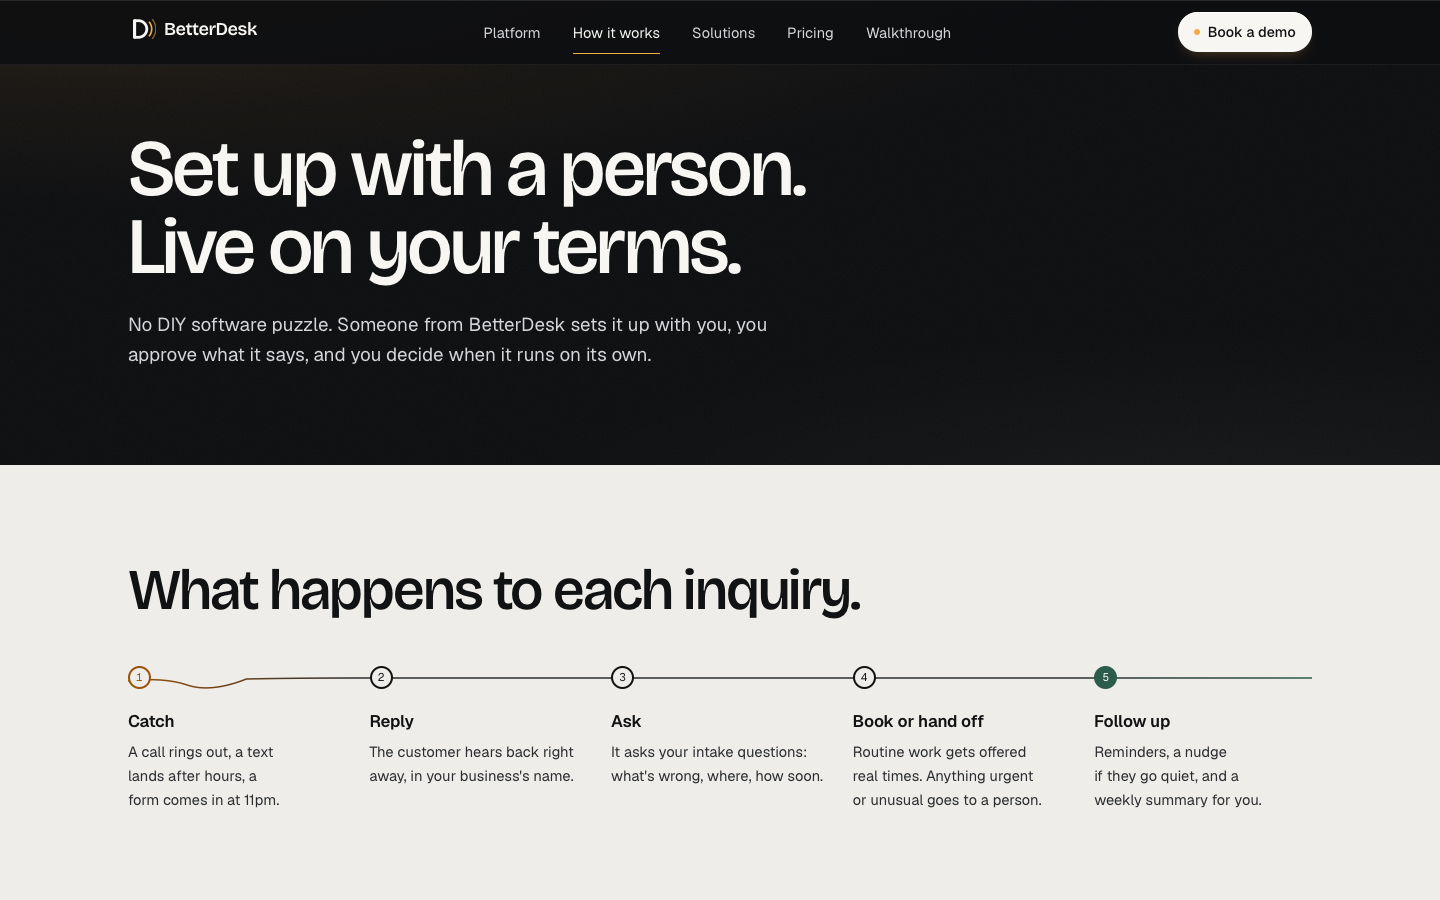 BetterDesk
Platform
How it works
Solutions
Pricing
Walkthrough
Book a demo
Set up with a person.
Live on your terms.
No DIY software puzzle. Someone from BetterDesk sets it up with you, you
approve what it says, and you decide when it runs on its own.
What happens to each inquiry.
1
Catch
A call rings out, a text
lands after hours, a
form comes in at 11pm.
2
Reply
The customer hears back right
away, in your business's name.
3
Ask
It asks your intake questions:
what's wrong, where, how soon.
4
Book or hand off
Routine work gets offered
real times. Anything urgent
or unusual goes to a person.
5
Follow up
Reminders, a nudge
if they go quiet, and a
weekly summary for you.